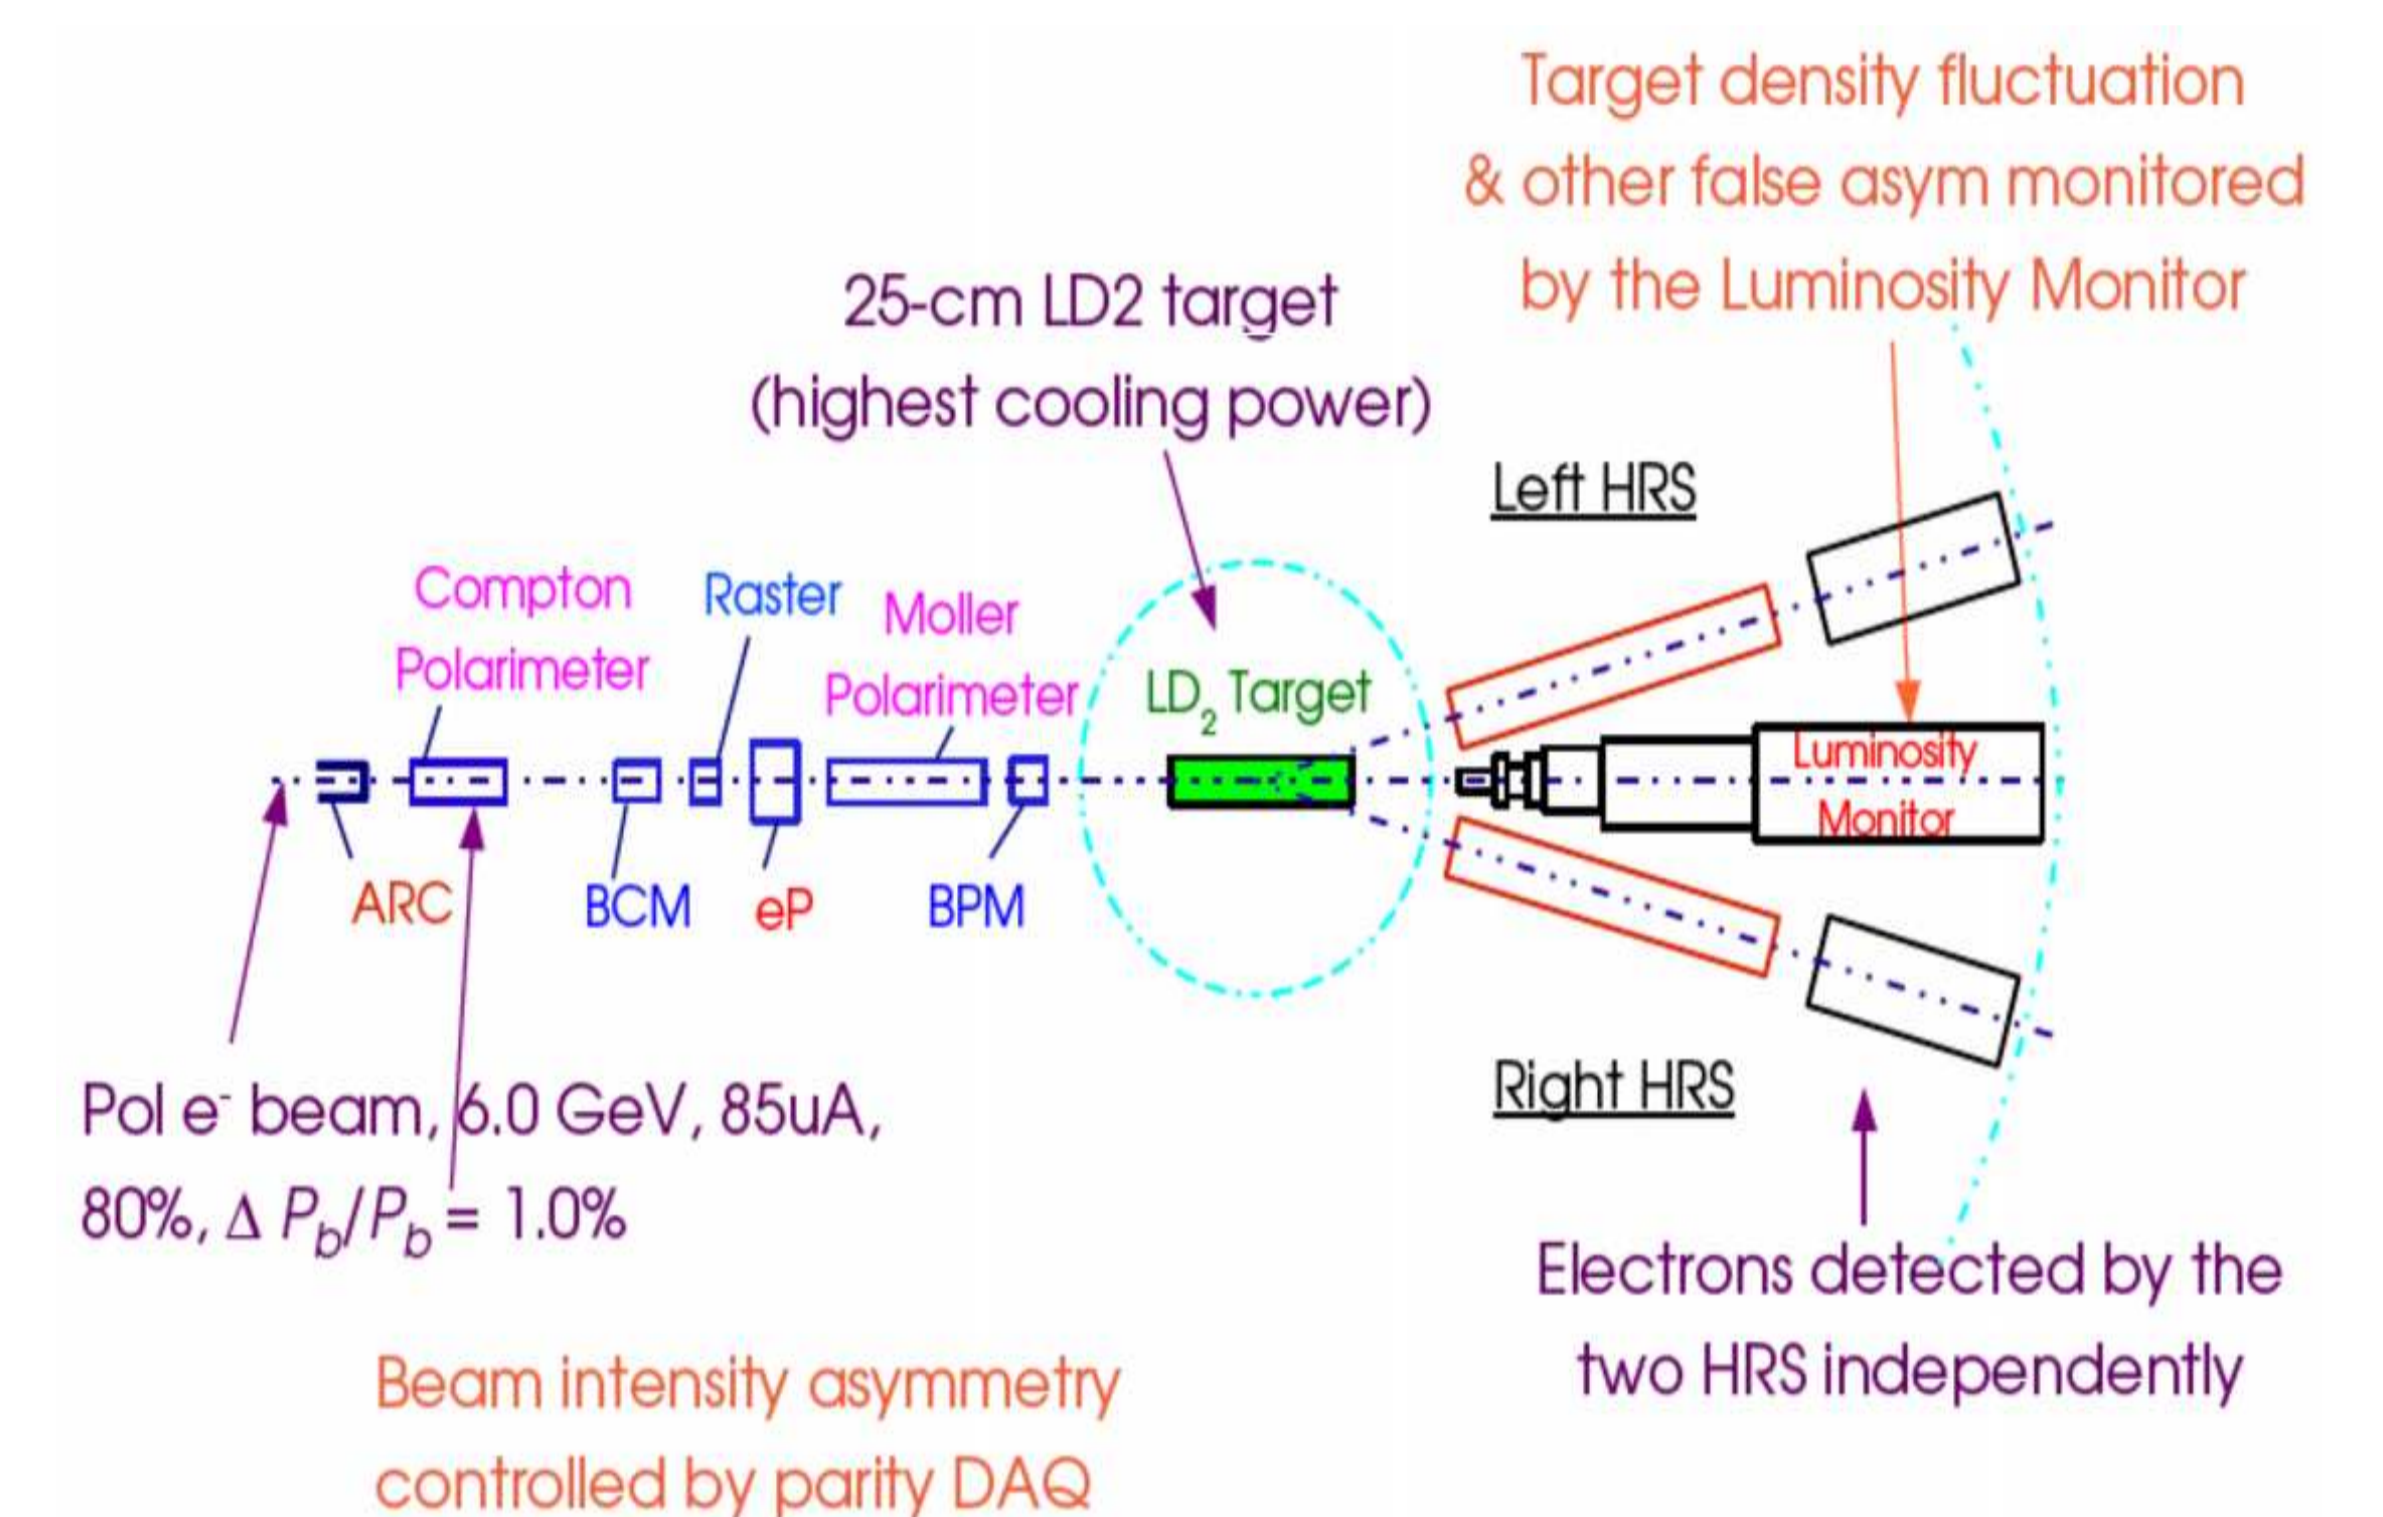 Target density fluctuation
& other false asym monitored
by the Luminosity Monitor
25-cm LD2 target
(highest cooling power)
Left HRS
Compton
Polarimeter
Raster
Moller
Polarimeter
LD2 Target
Luminosity
Monitor
ARC
BCM
eP
BPM
Right HRS
Pol e- beam, 6.0 GeV, 85uA,
80%, Δ Pb/Pb = 1.0%
Electrons detected by the
two HRS independently
Beam intensity asymmetry
controlled by parity DAQ